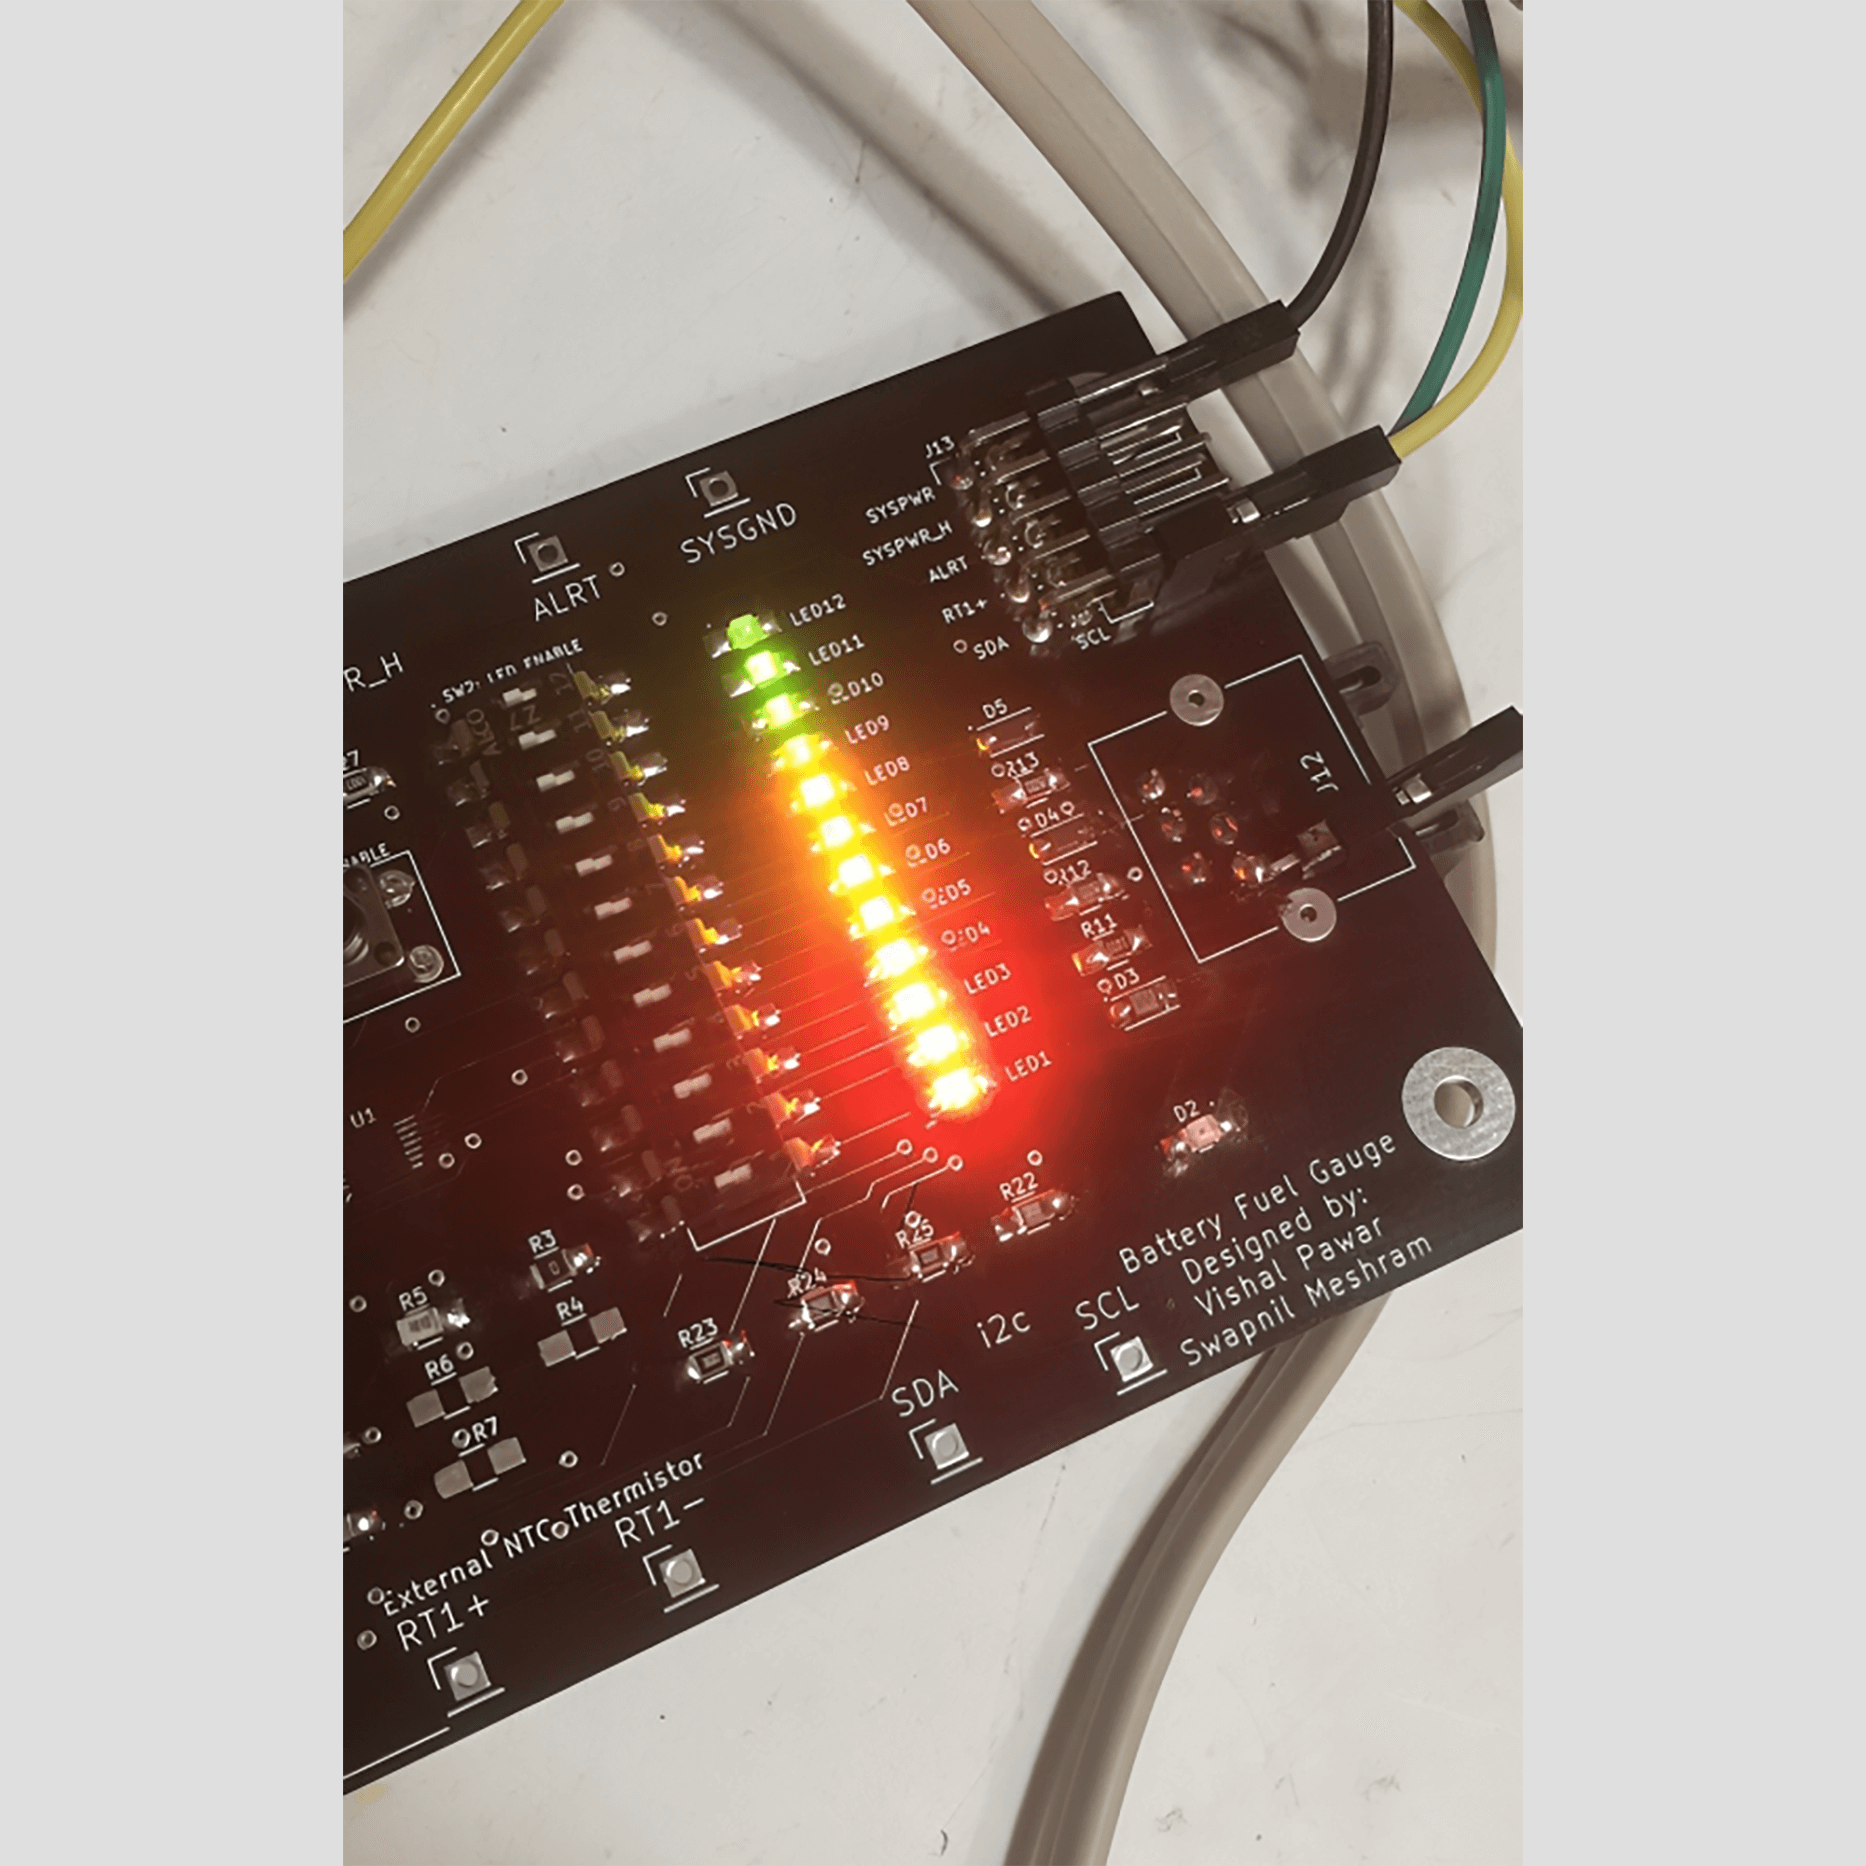 J13
SYSPWR
SYSGND
SYSPWR_H
ALRT
ALRT
LED12
RT1+
SCL
SDA
LED11
R_H
SW2: LED ENABLE
LED10
D5
LED9
R13
LED8
J12
LED7
D4
LED6
R12
LED5
R11
LED4
D3
LED3
LED2
LED1
U1
D2
R22
R25
R3
R24
R5
R4
R23
R6
R7
Battery Fuel Gauge
Designed by:
Vishal Pawar
Swapnil Meshram
i2c
SCL
SDA
External NTC Thermistor
RT1-
RT1+